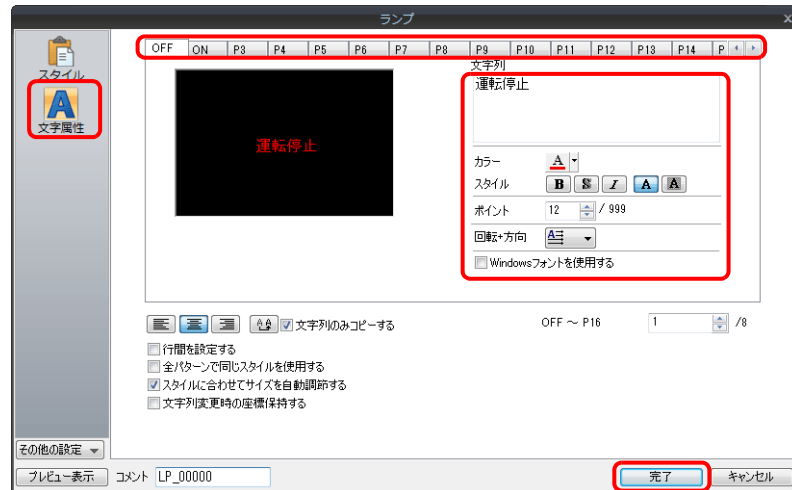 ランプ
x
OFF ON P3 P4 P5 P6 P7 P8 P9 P10 P11 P12 P13 P14 P
スタイル
文字属性
運転停止
文字列
運転停止
カラー A
スタイル B S I A A
ポイント 12 / 999
回転+方向 A
Windowsフォントを使用する
文字列のみコピーする
OFF ～ P16 1 /8
行間を設定する
全パターンで同じスタイルを使用する
スタイルに合わせてサイズを自動調節する
文字列変更時の座標保持する
その他の設定
プレビュー表示 コメント LP_00000 完了 キャンセル